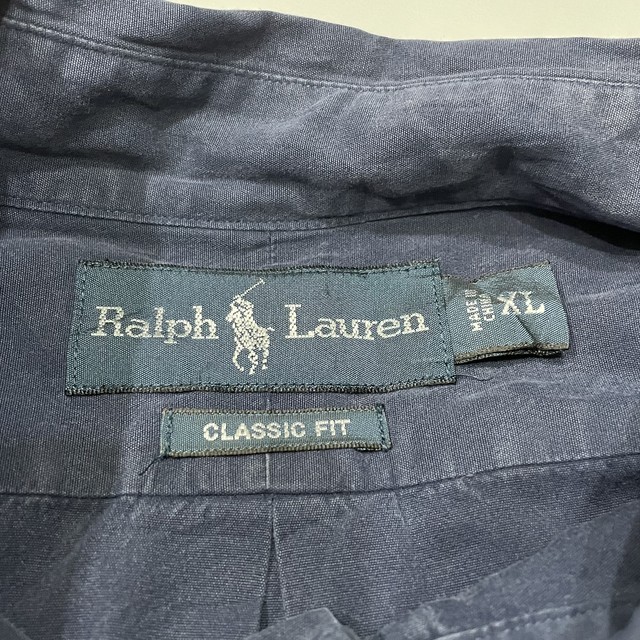 Ralph Lauren
MADE IN
CHINA
XL
CLASSIC FIT